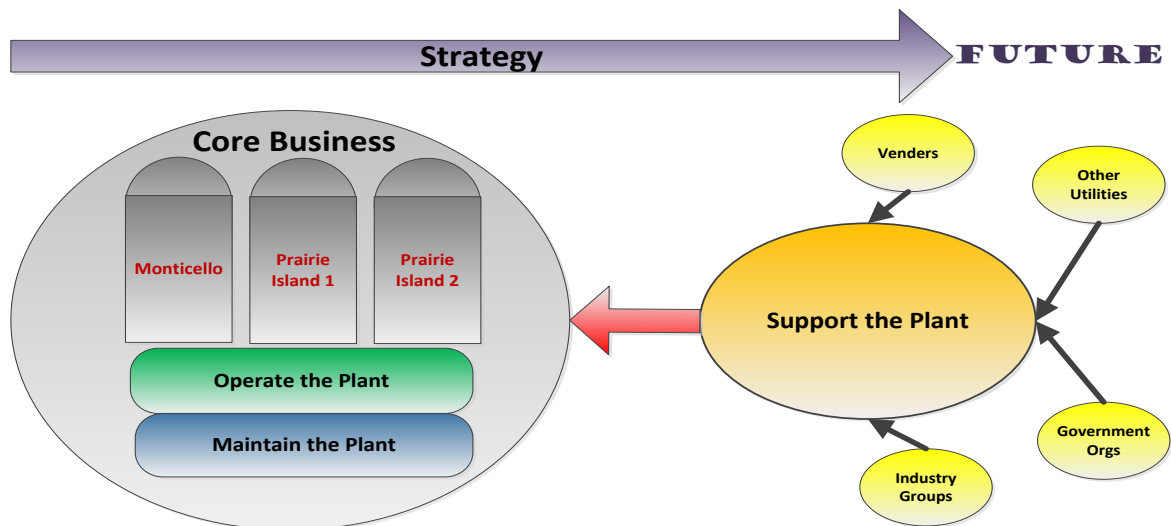 Strategy
FUTURE
Core Business
Monticello
Prairie
Island 1
Prairie
Island 2
Operate the Plant
Maintain the Plant
Venders
Other
Utilities
Support the Plant
Government
Orgs
Industry
Groups